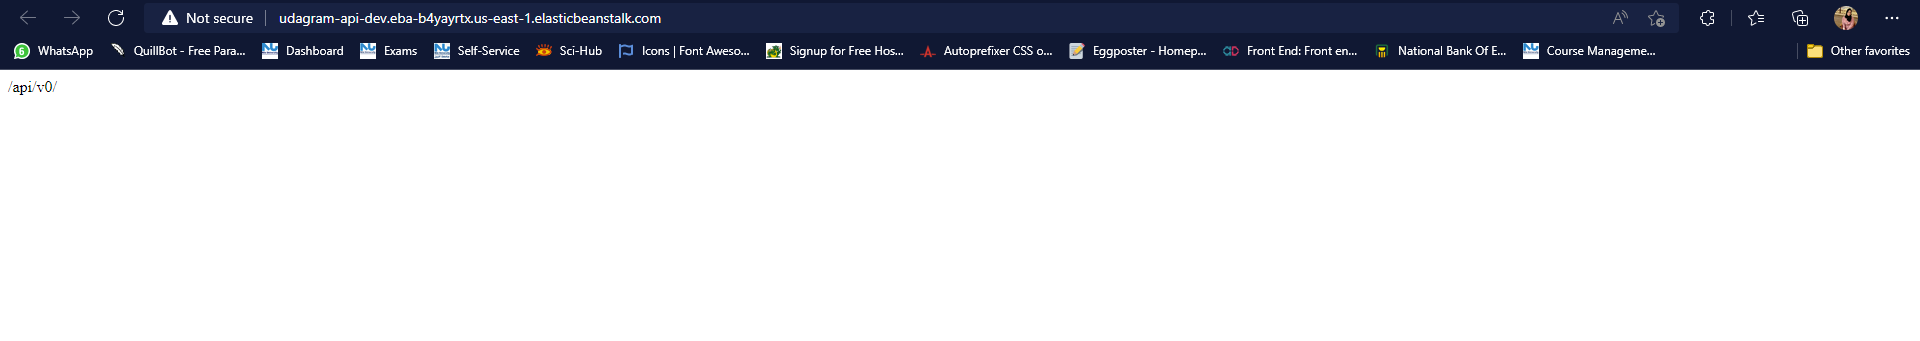 Not secure udagram-api-dev.eba-b4yayrtx.us-east-1.elasticbeanstalk.com A
6 WhatsApp QuillBot - Free Para... Dashboard Exams Self-Service Sci-Hub Icons | Font Aweso... Signup for Free Hos... Autoprefixer CSS o... Eggposter - Homep... Front End: Front en... National Bank Of E... Course Manageme... Other favorites
/api/v0/